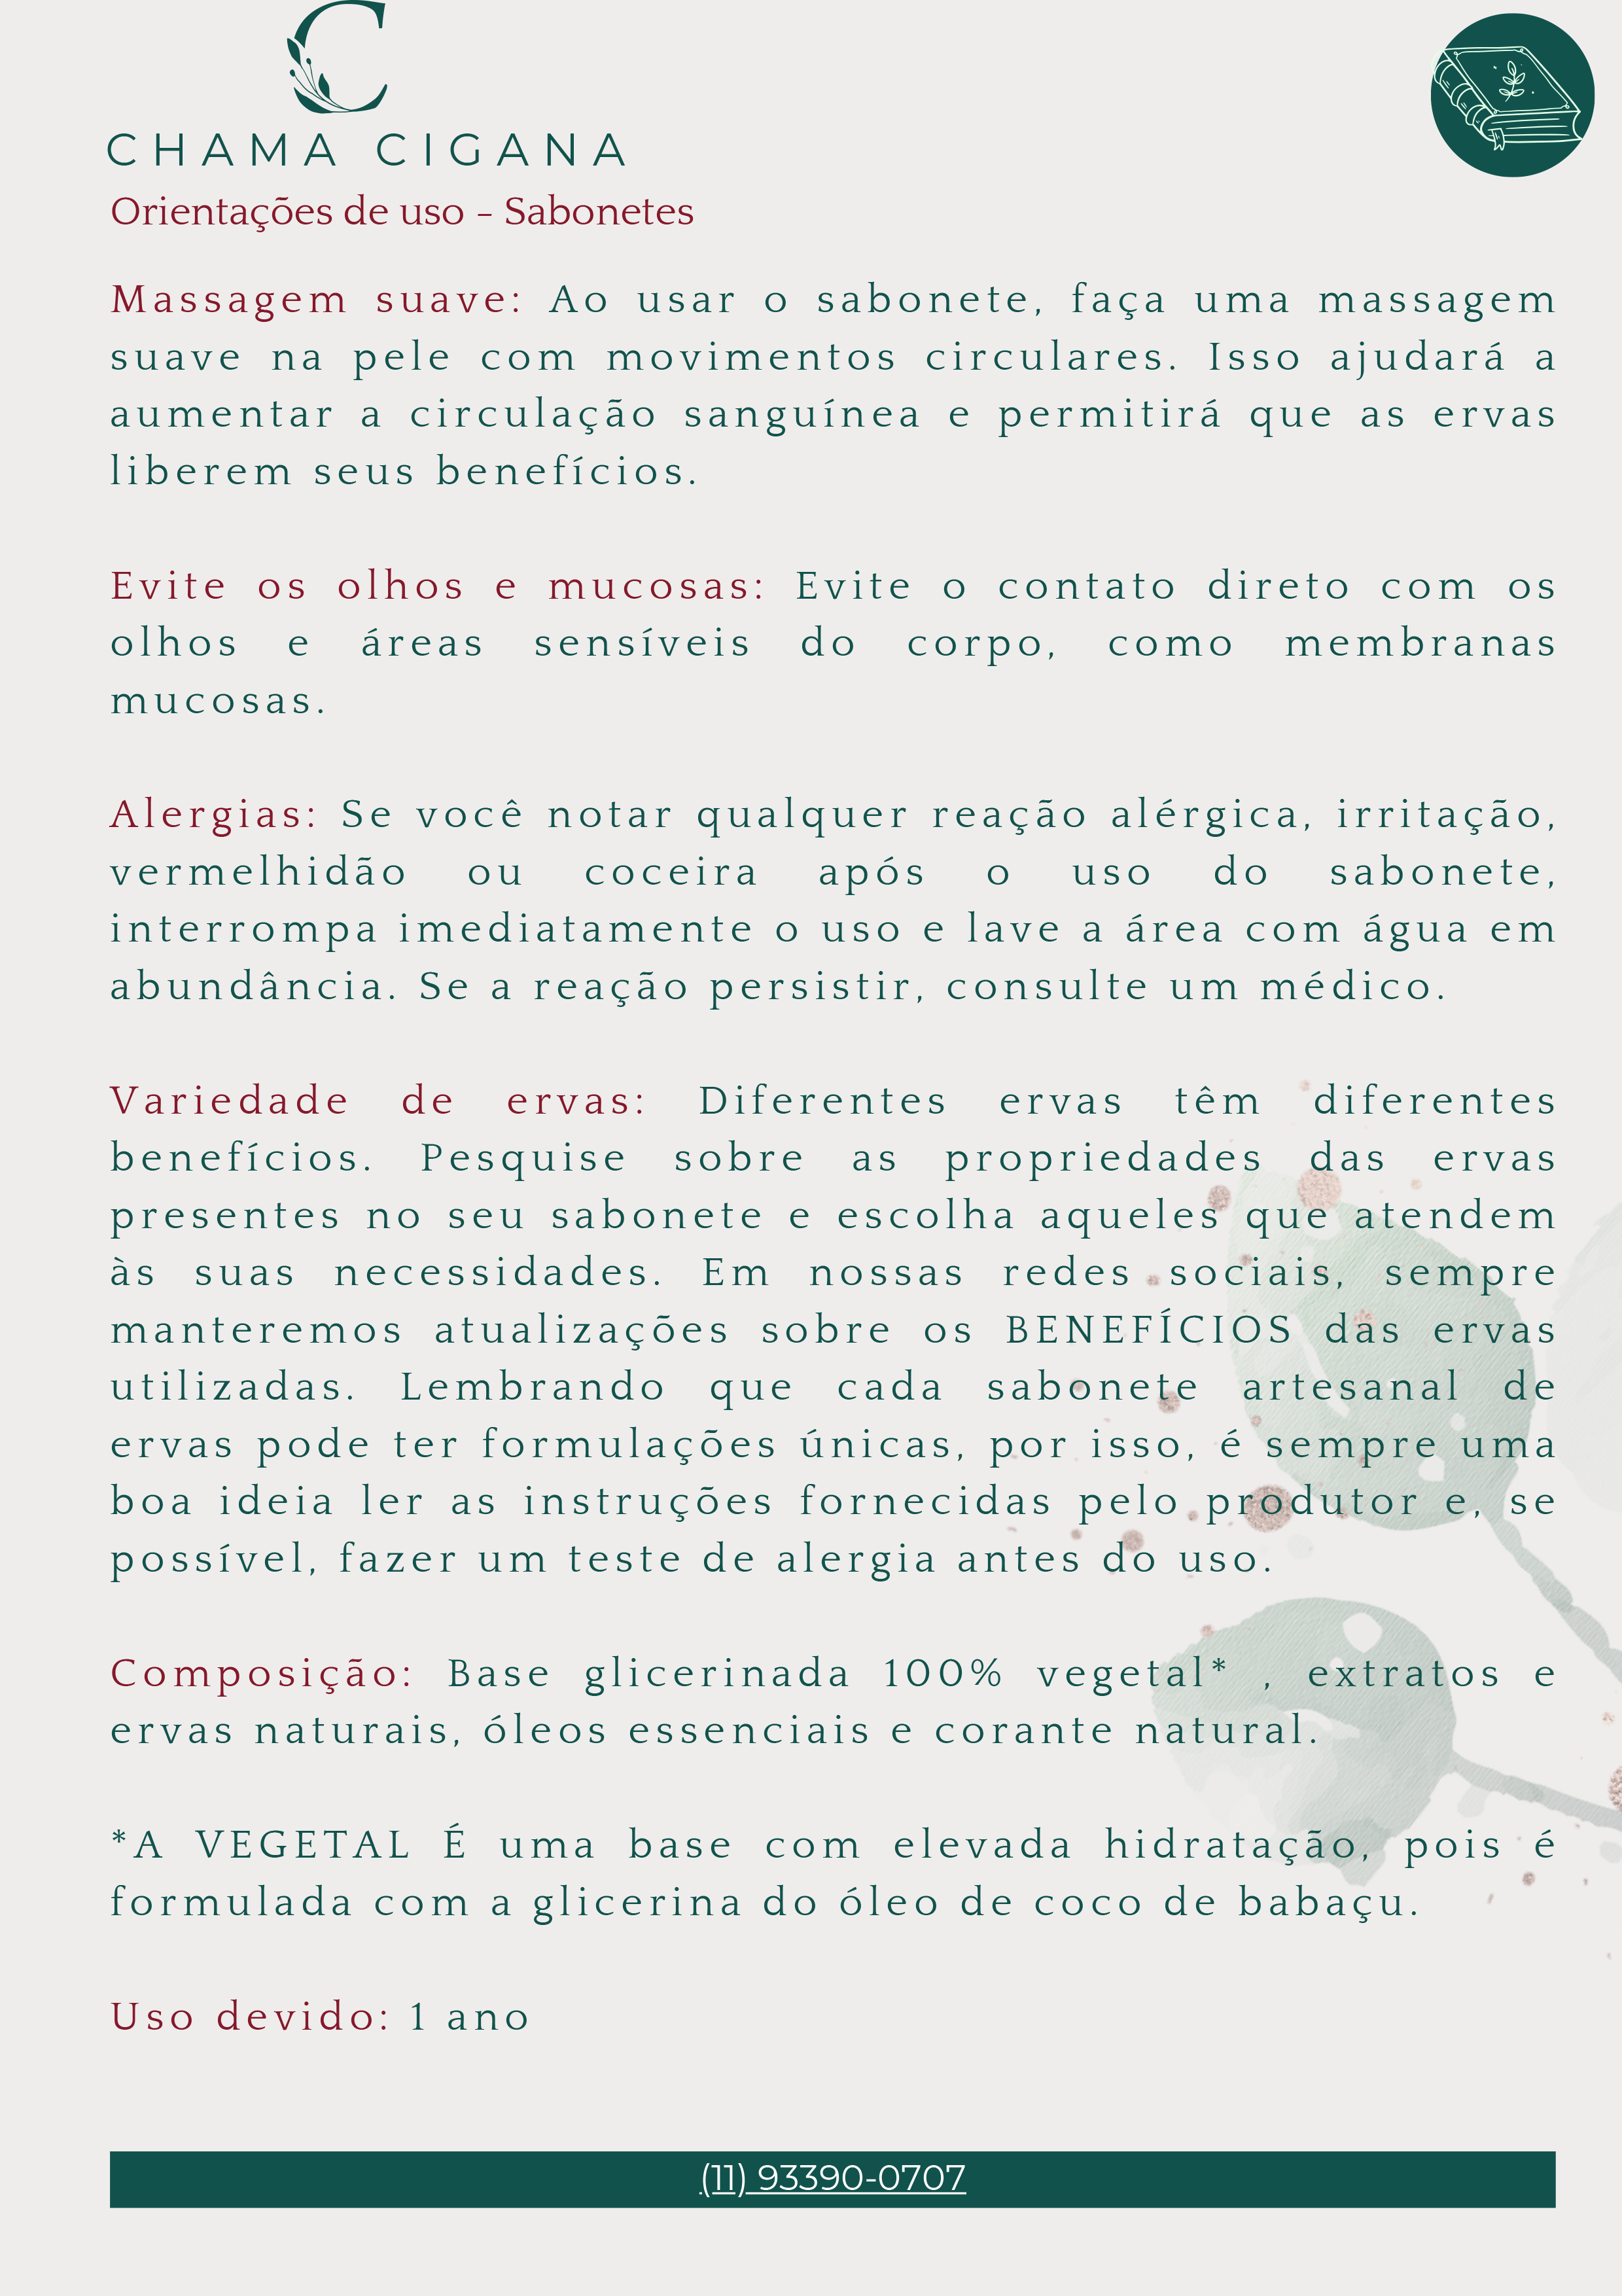 C
CHAMA CIGANA
Orientações de uso - Sabonetes
Massagem suave: Ao usar o sabonete, faça uma massagem
suave na pele com movimentos circulares. Isso ajudará a
aumentar a circulação sanguínea e permitirá que as ervas
liberem seus benefícios.
Evite os olhos e mucosas: Evite o contato direto com os
olhos e áreas sensíveis do corpo, como membranas
mucosas.
Alergias: Se você notar qualquer reação alérgica, irritação,
vermelhidão ou coceira após o uso do sabonete,
interrompa imediatamente o uso e lave a área com água em
abundância. Se a reação persistir, consulte um médico.
Variedade de ervas: Diferentes ervas têm diferentes
benefícios. Pesquise sobre as propriedades das ervas
presentes no seu sabonete e escolha aqueles que atendem
às suas necessidades. Em nossas redes sociais, sempre
manteremos atualizações sobre os BENEFÍCIOS das ervas
utilizadas. Lembrando que cada sabonete artesanal de
ervas pode ter formulações únicas, por isso, é sempre uma
boa ideia ler as instruções fornecidas pelo produtor e, se
possível, fazer um teste de alergia antes do uso.
Composição: Base glicerinada 100% vegetal* , extratos e
ervas naturais, óleos essenciais e corante natural.
*A VEGETAL É uma base com elevada hidratação, pois é
formulada com a glicerina do óleo de coco de babaçu.
Uso devido: 1 ano
(11) 93390-0707